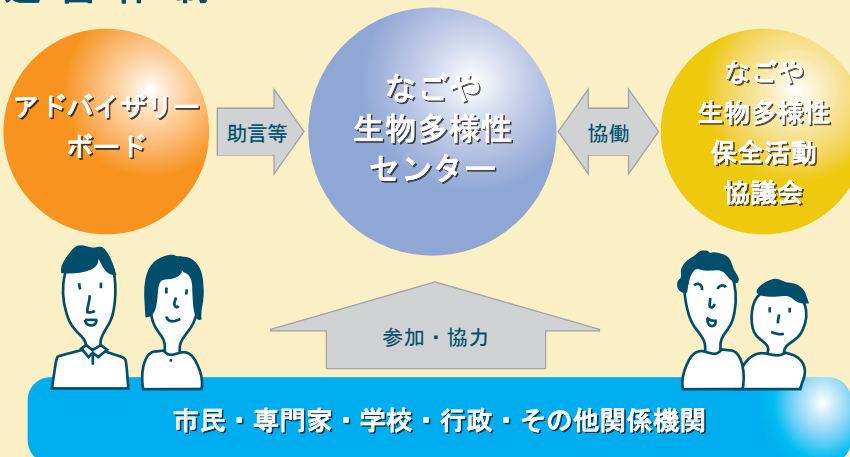 アドバイザリー
ボード
助言等
なごや
生物多様性
センター
協働
なごや
生物多様性
保全活動
協議会
参加・協力
市民・専門家・学校・行政・その他関係機関